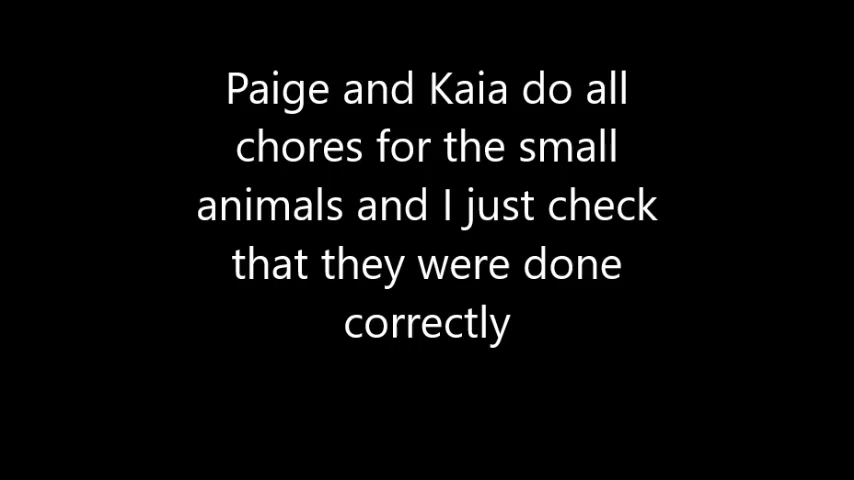 Paige and Kaia do all
chores for the small
animals and I just check
that they were done
correctly